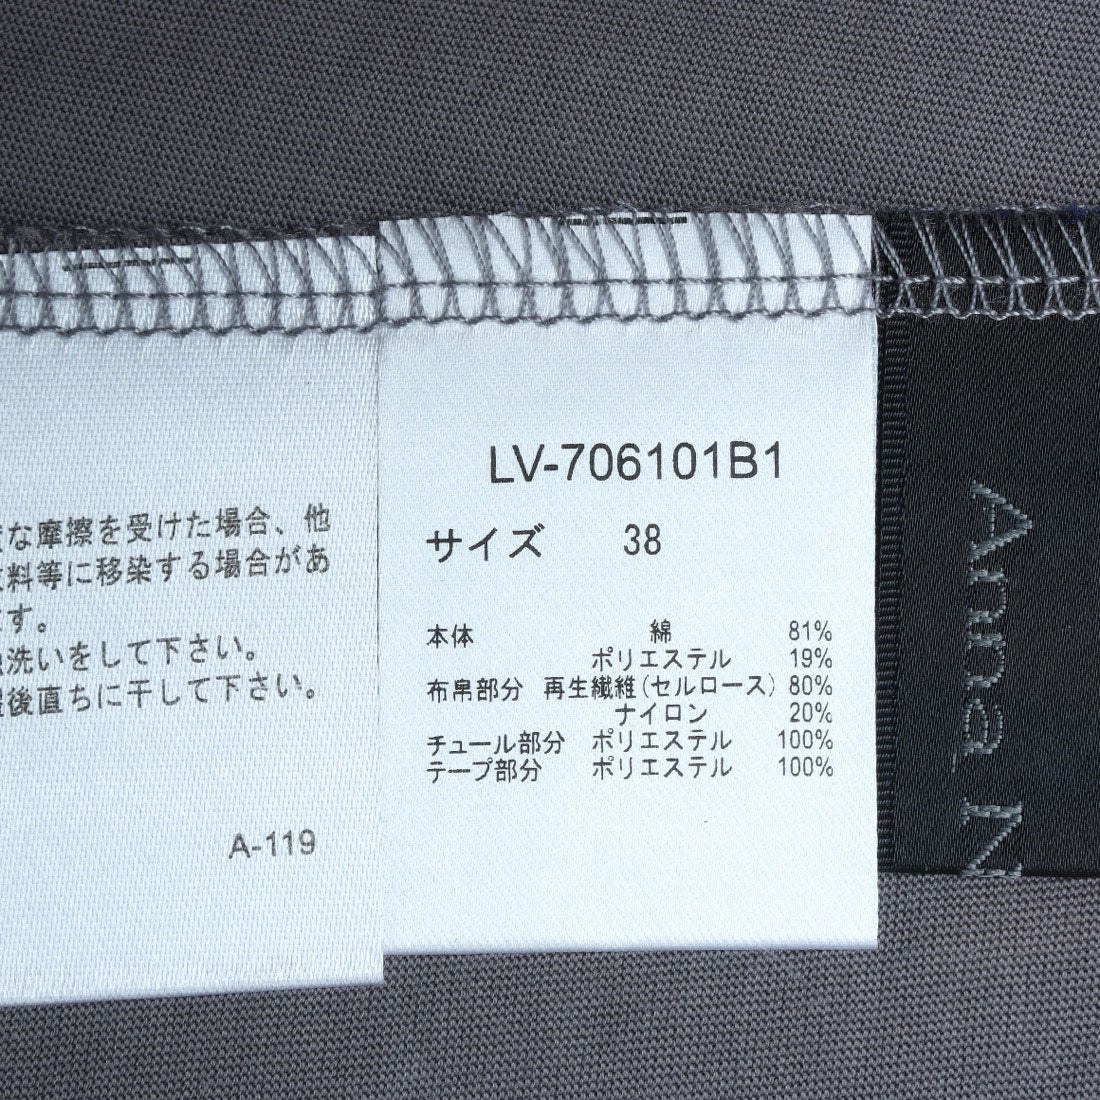 な摩擦を受けた場合、他
料等に移染する場合があ
す。
洗いをして下さい。
後直ちに干して下さい。
A-119
LV-706101B1
サイズ 38
本体 綿 81%
ポリエステル 19%
布帛部分 再生繊維(セルロース) 80%
ナイロン 20%
チュール部分 ポリエステル 100%
テープ部分 ポリエステル 100%
Anna N